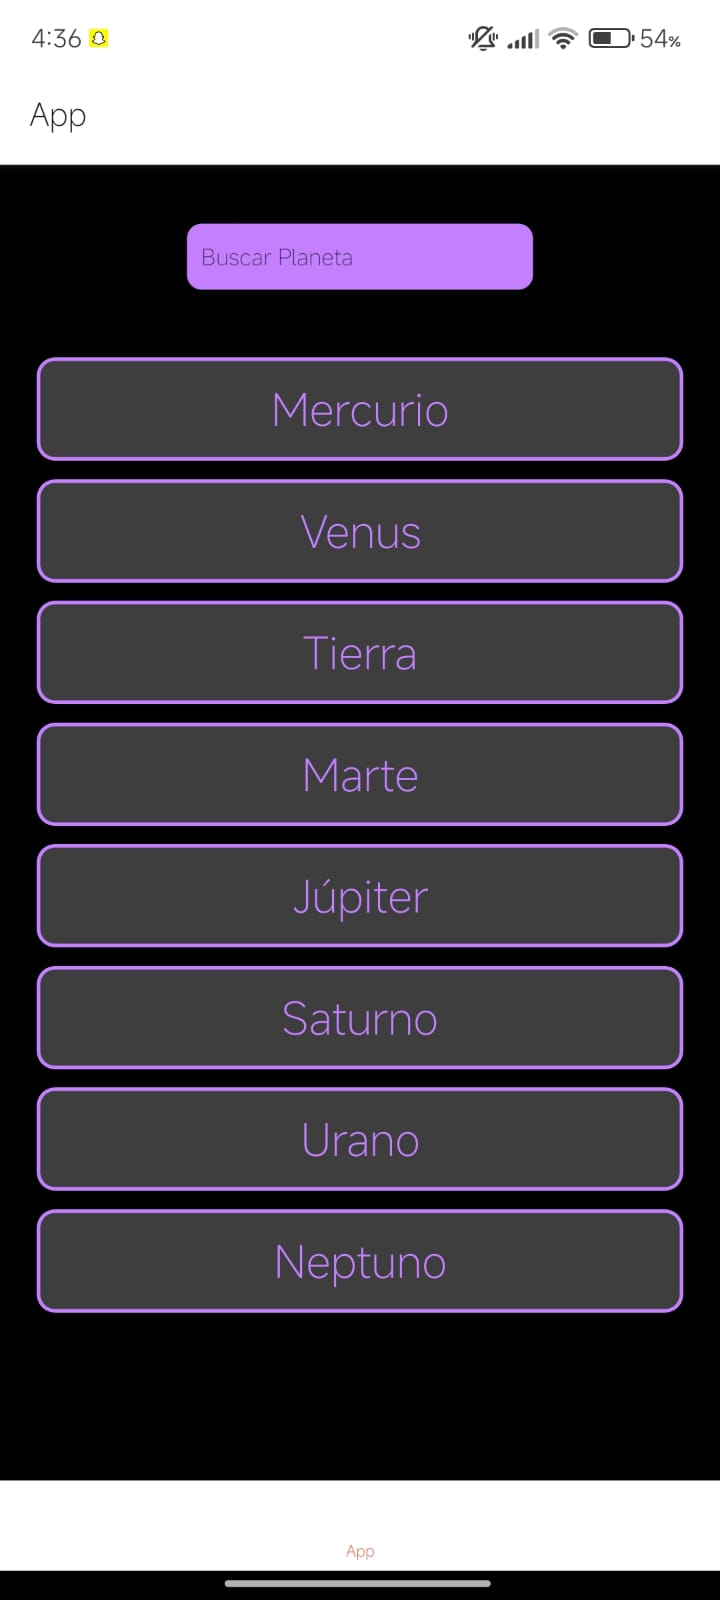 4:36 54%
App
Buscar Planeta
Mercurio
Venus
Tierra
Marte
Júpiter
Saturno
Urano
Neptuno
App